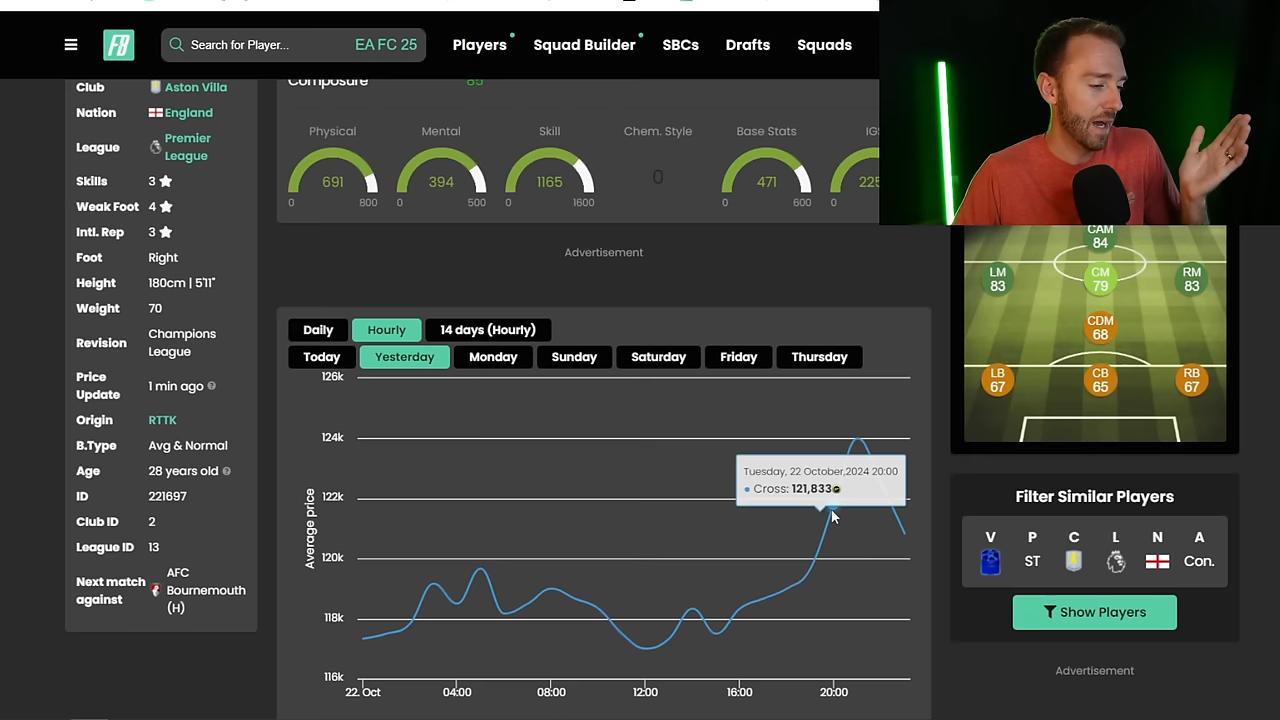 FB
Search for Player...
EA FC 25
Players
Squad Builder
SBCs
Drafts
Squads
Club
Aston Villa
Nation
England
League
Premier
League
Skills
3
Weak Foot
4
Intl. Rep
3
Foot
Right
Height
180cm | 5'11"
Weight
70
Revision
Champions
League
Price
Update
1 min ago
Origin
RTTK
B.Type
Avg & Normal
Age
28 years old
ID
221697
Club ID
2
League ID
13
Next match
against
AFC
Bournemouth
(H)
Composure
85
Physical
691
0
800
Mental
394
0
500
Skill
1165
0
1600
Chem. Style
0
Base Stats
471
0
600
IG
225
0
Advertisement
Daily
Hourly
14 days (Hourly)
Today
Yesterday
Monday
Sunday
Saturday
Friday
Thursday
Average price
126k
124k
122k
120k
118k
116k
Tuesday, 22 October,2024 20:00
Cross: 121,833
22. Oct
04:00
08:00
12:00
16:00
20:00
CAM
84
LM
83
CM
79
RM
83
CDM
68
LB
67
CB
65
RB
67
Filter Similar Players
V P C L N A
ST
Con.
Show Players
Advertisement